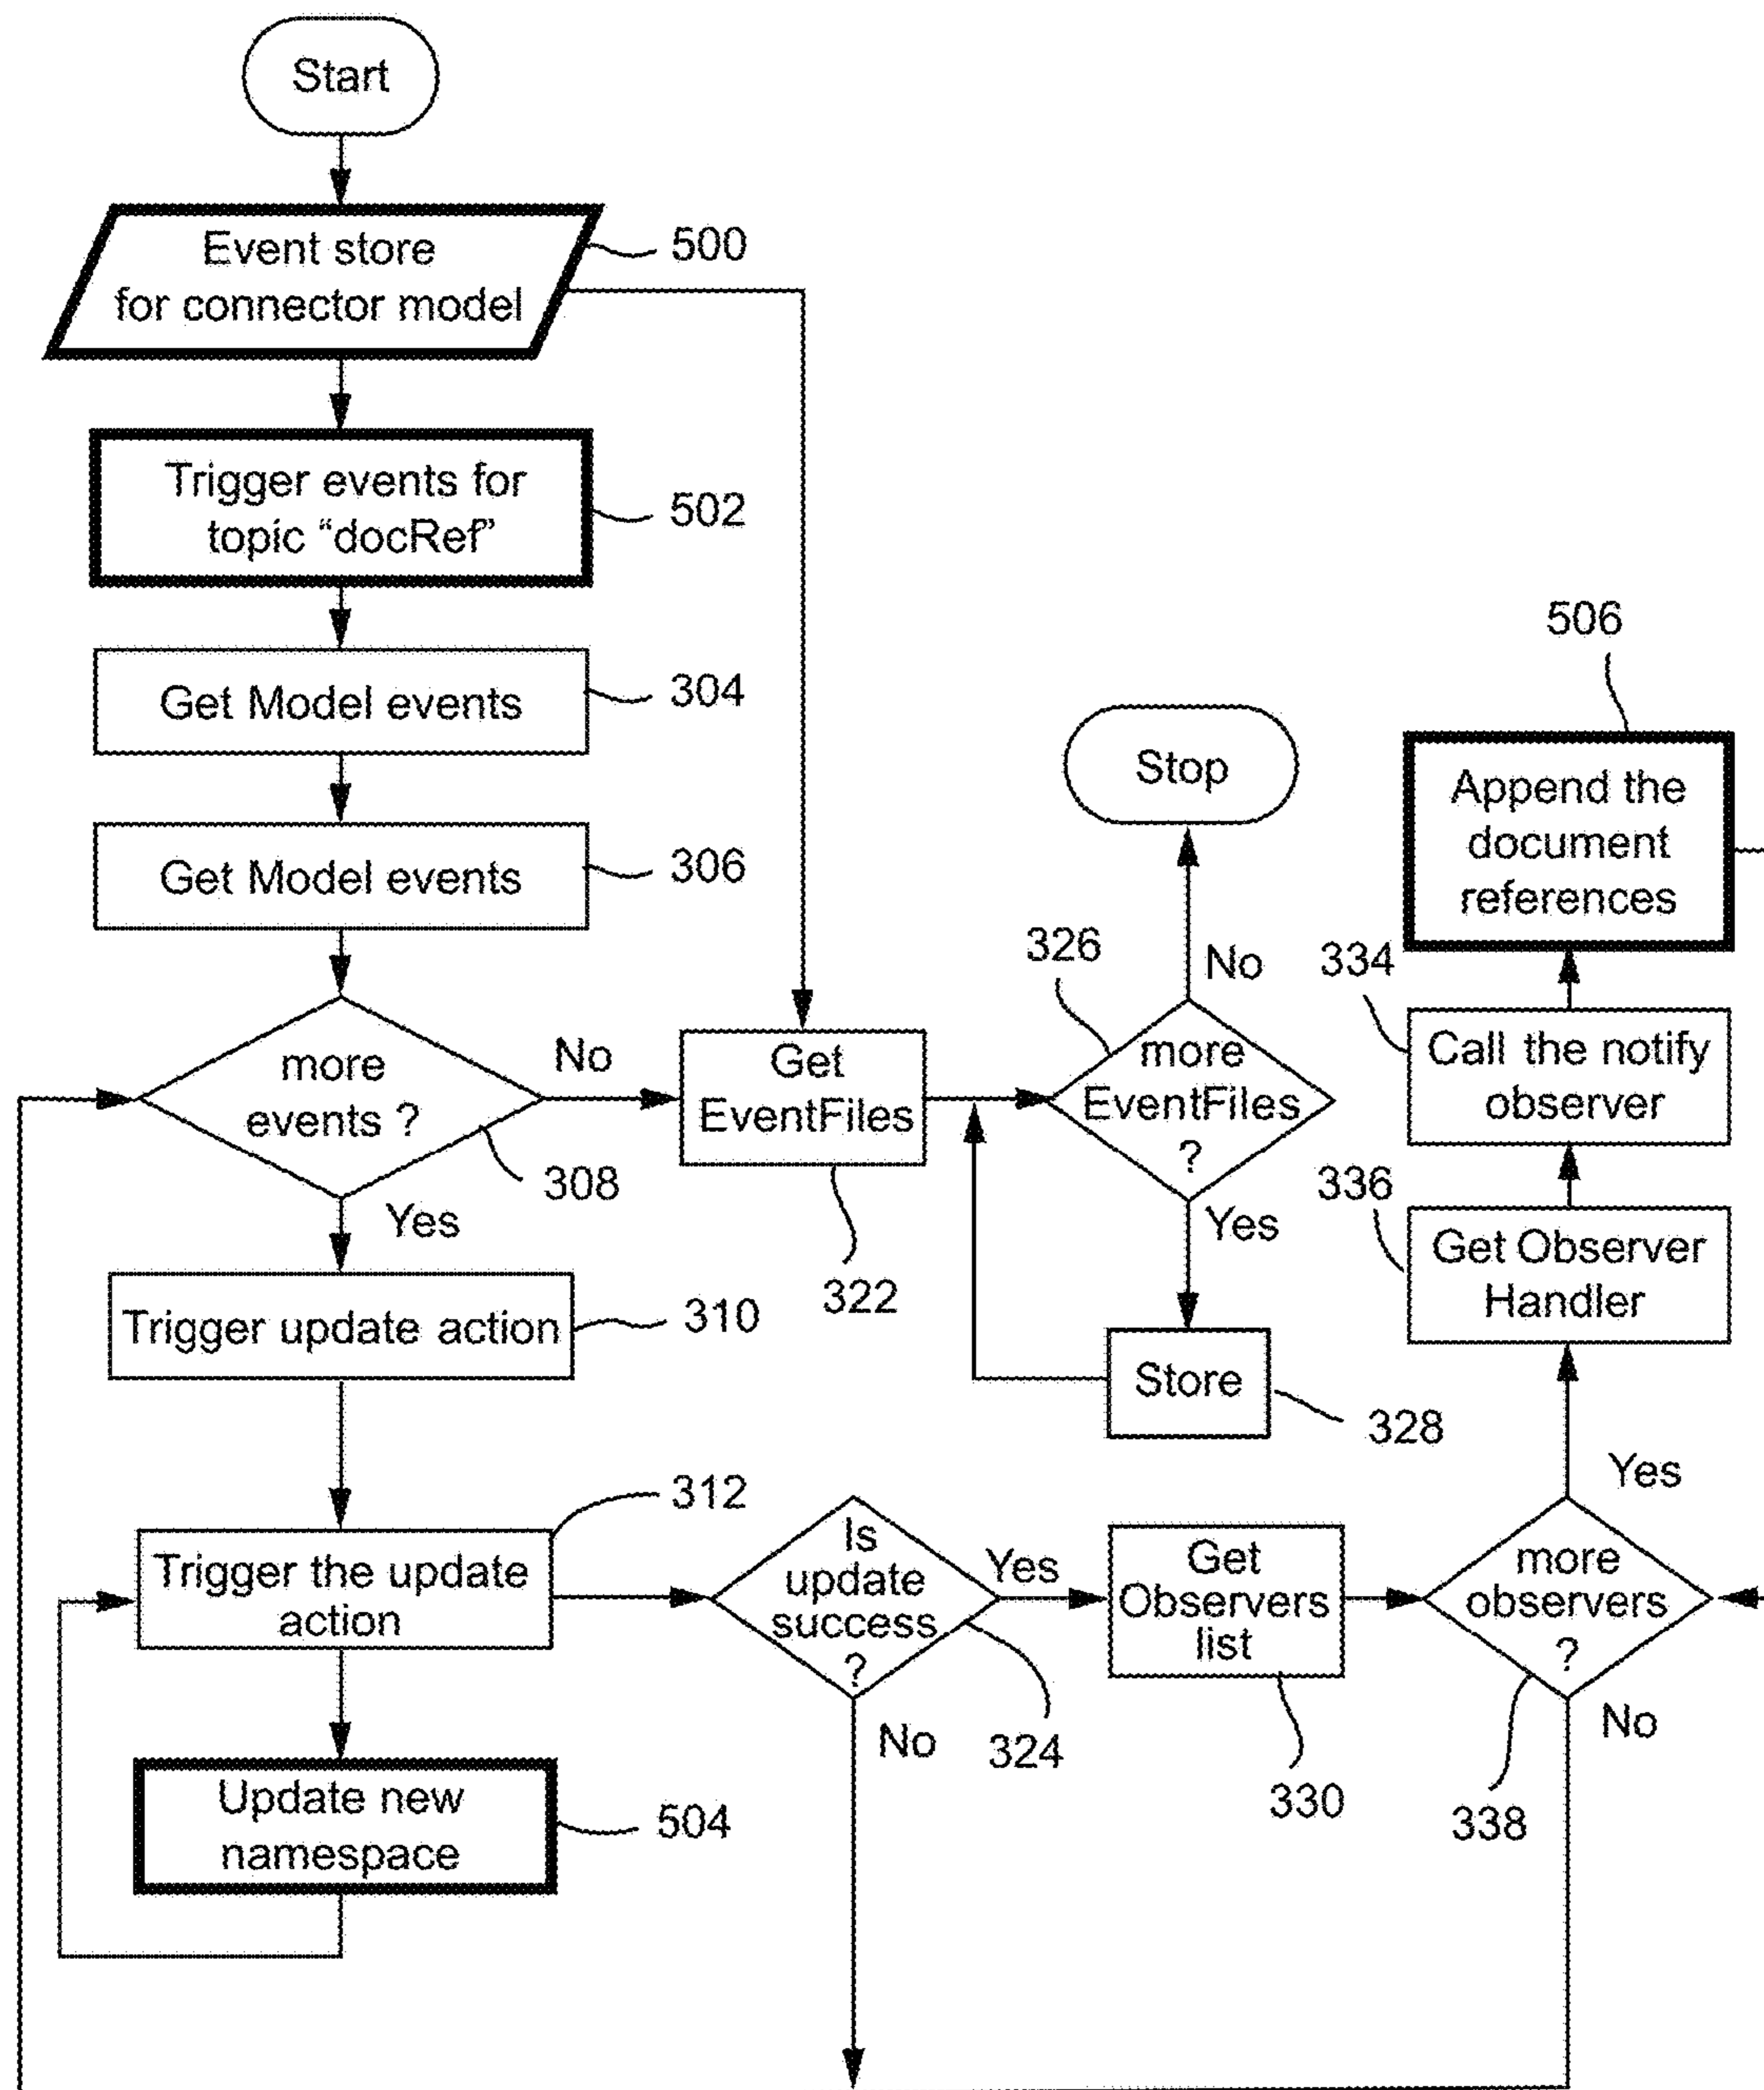 Start
Event store
for connector model
500
Trigger events for
topic “docRef”
502
Get Model events
304
Get Model events
306
more
events ?
308
No
Yes
Get
EventFiles
322
more
EventFiles
?
326
No
Yes
Stop
Store
328
506
Append the
document
references
334
Call the notify
observer
336
Get Observer
Handler
Trigger update action
310
Trigger the update
action
312
Update new
namespace
504
Is
update
success
?
324
Yes
No
Get
Observers
list
330
more
observers
?
338
Yes
No